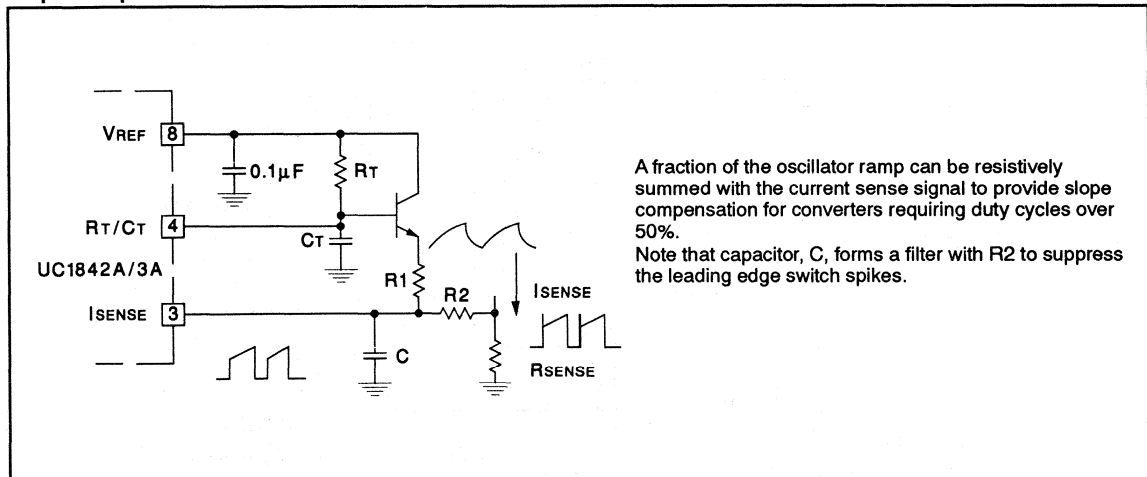 VREF 8
0.1µF
RT
RT/CT 4
CT
UC1842A/3A
R1
R2
ISENSE
ISENSE 3
C
RSENSE
A fraction of the oscillator ramp can be resistively
summed with the current sense signal to provide slope
compensation for converters requiring duty cycles over
50%.
Note that capacitor, C, forms a filter with R2 to suppress
the leading edge switch spikes.